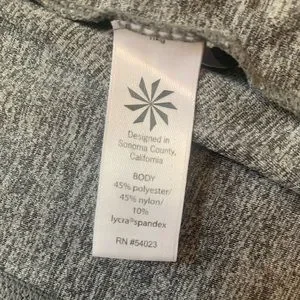 Designed in
Sonoma County,
California
BODY
45% polyester/
45% nylon/
10%
lycra® spandex
RN #54023